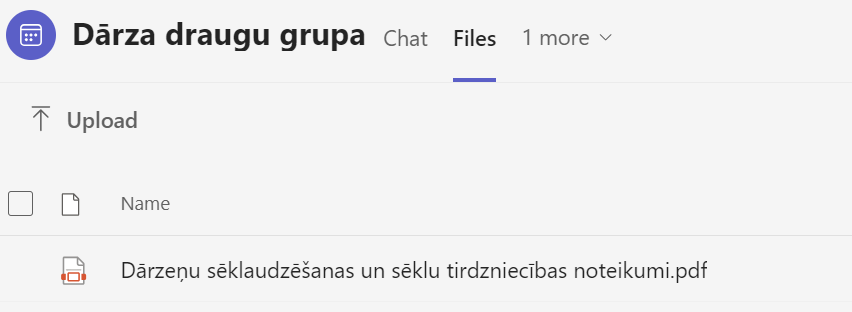 Dārza draugu grupa Chat Files 1 more
Upload
Name
Dārzeņu sēklaudzēšanas un sēklu tirdzniecības noteikumi.pdf